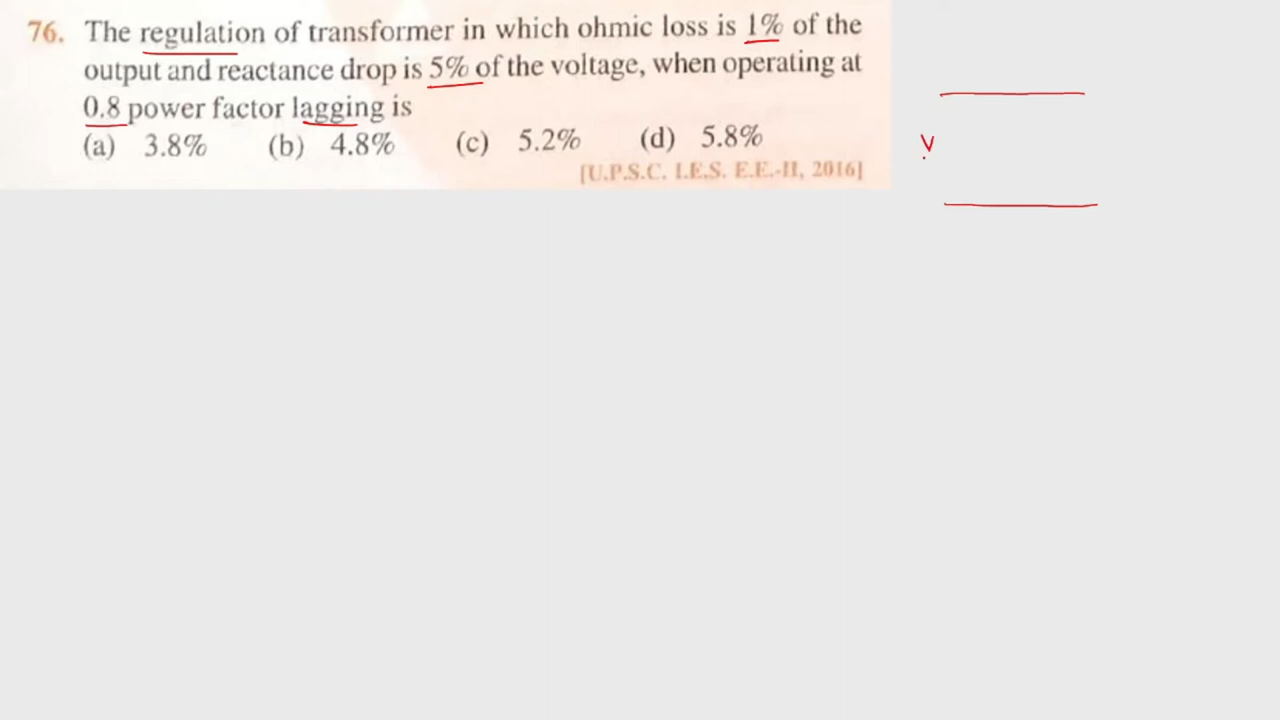 76. The regulation of transformer in which ohmic loss is 1% of the
output and reactance drop is 5% of the voltage, when operating at
0.8 power factor lagging is
(a) 3.8% (b) 4.8% (c) 5.2% (d) 5.8%
[U.P.S.C. I.E.S. E.E.-II, 2016]
V